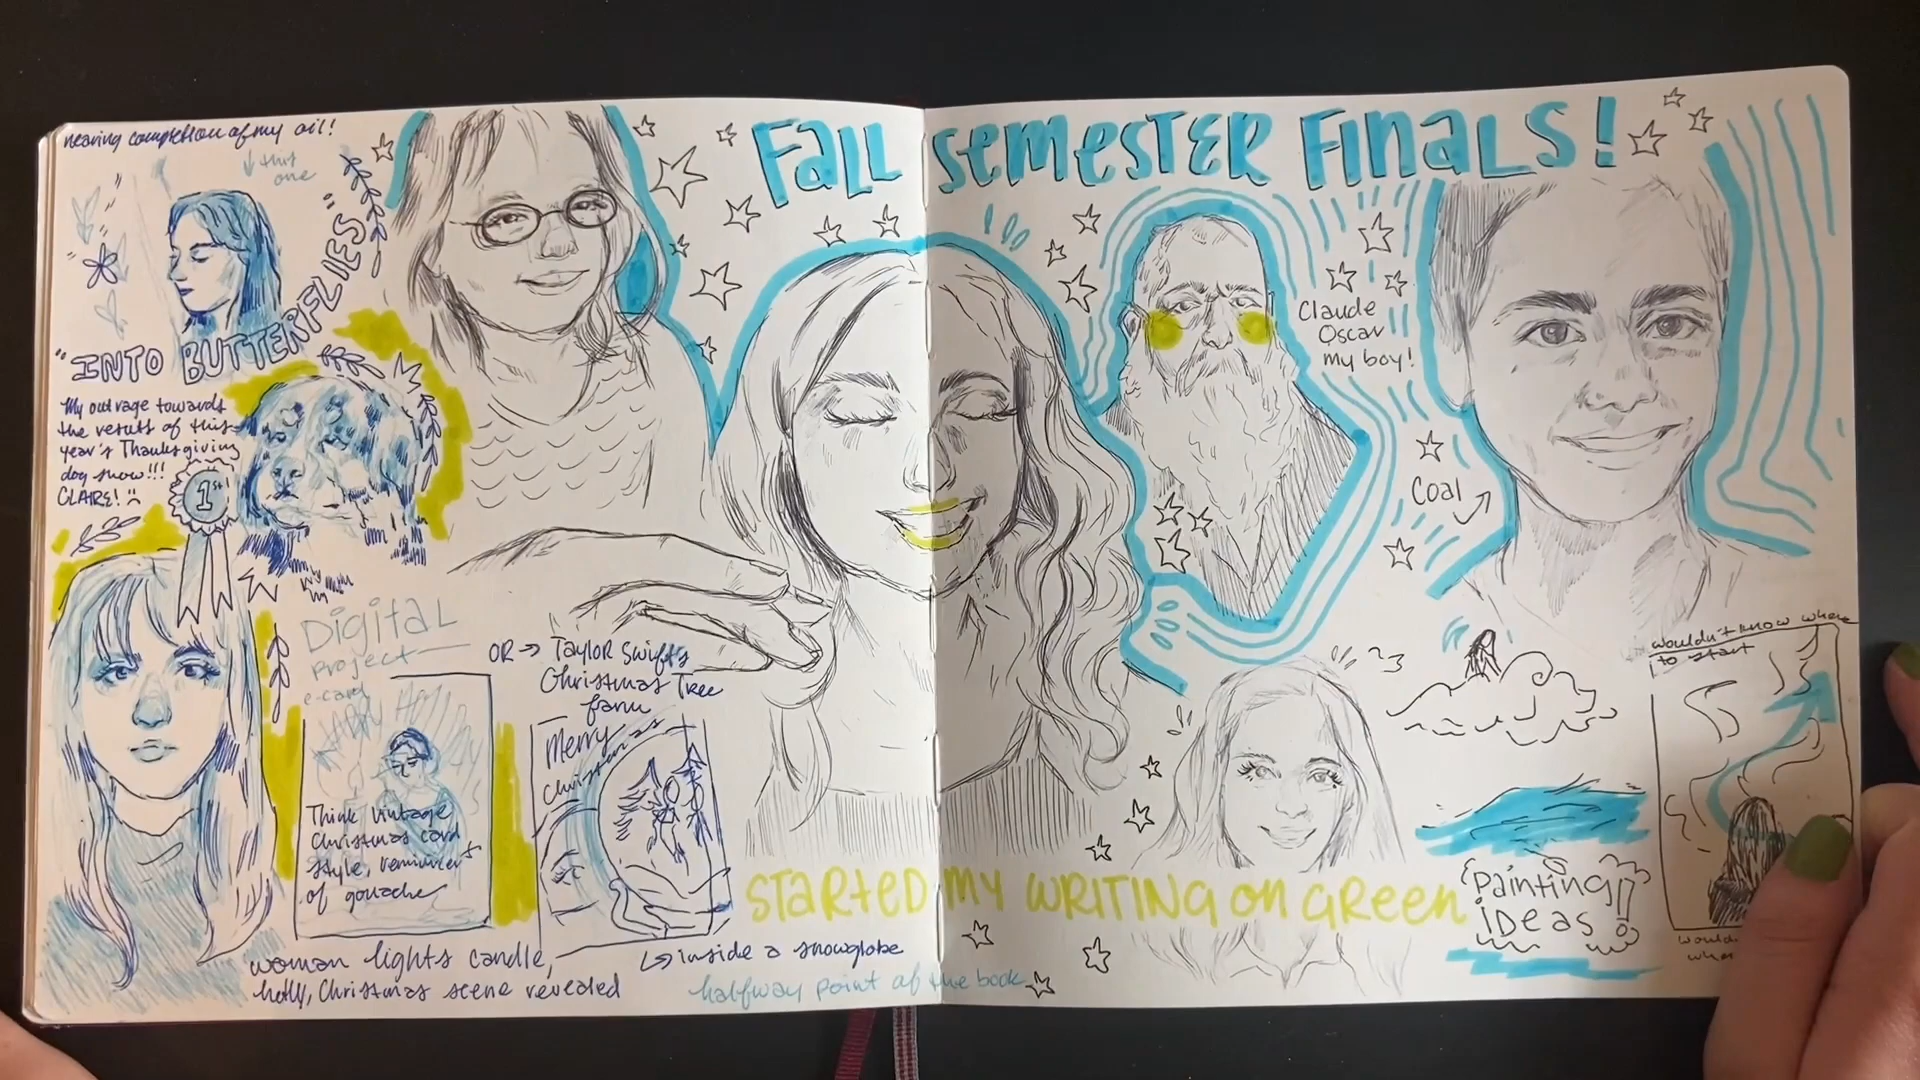 nearing completion of my oil!
↓ this
one
"INTO BUTTERFLIES"
My outrage towards
the results of this
year's Thanksgiving
dog show!!!
CLAIRE! :(
1st
Digital
project
e-card
Think vintage
Christmas card
style, reminiscent
of gouache
OR → Taylor Swift's
Christmas Tree
farm
Merry
Christmas
woman lights candle,
holly, Christmas scene revealed
↳ inside a snowglobe
halfway point of the book
Fall Semester Finals!
Claude
Oscar
my boy!
Coal
STARTED MY WRITING ON GREEN
Painting
ideas
wouldn't know where
to start